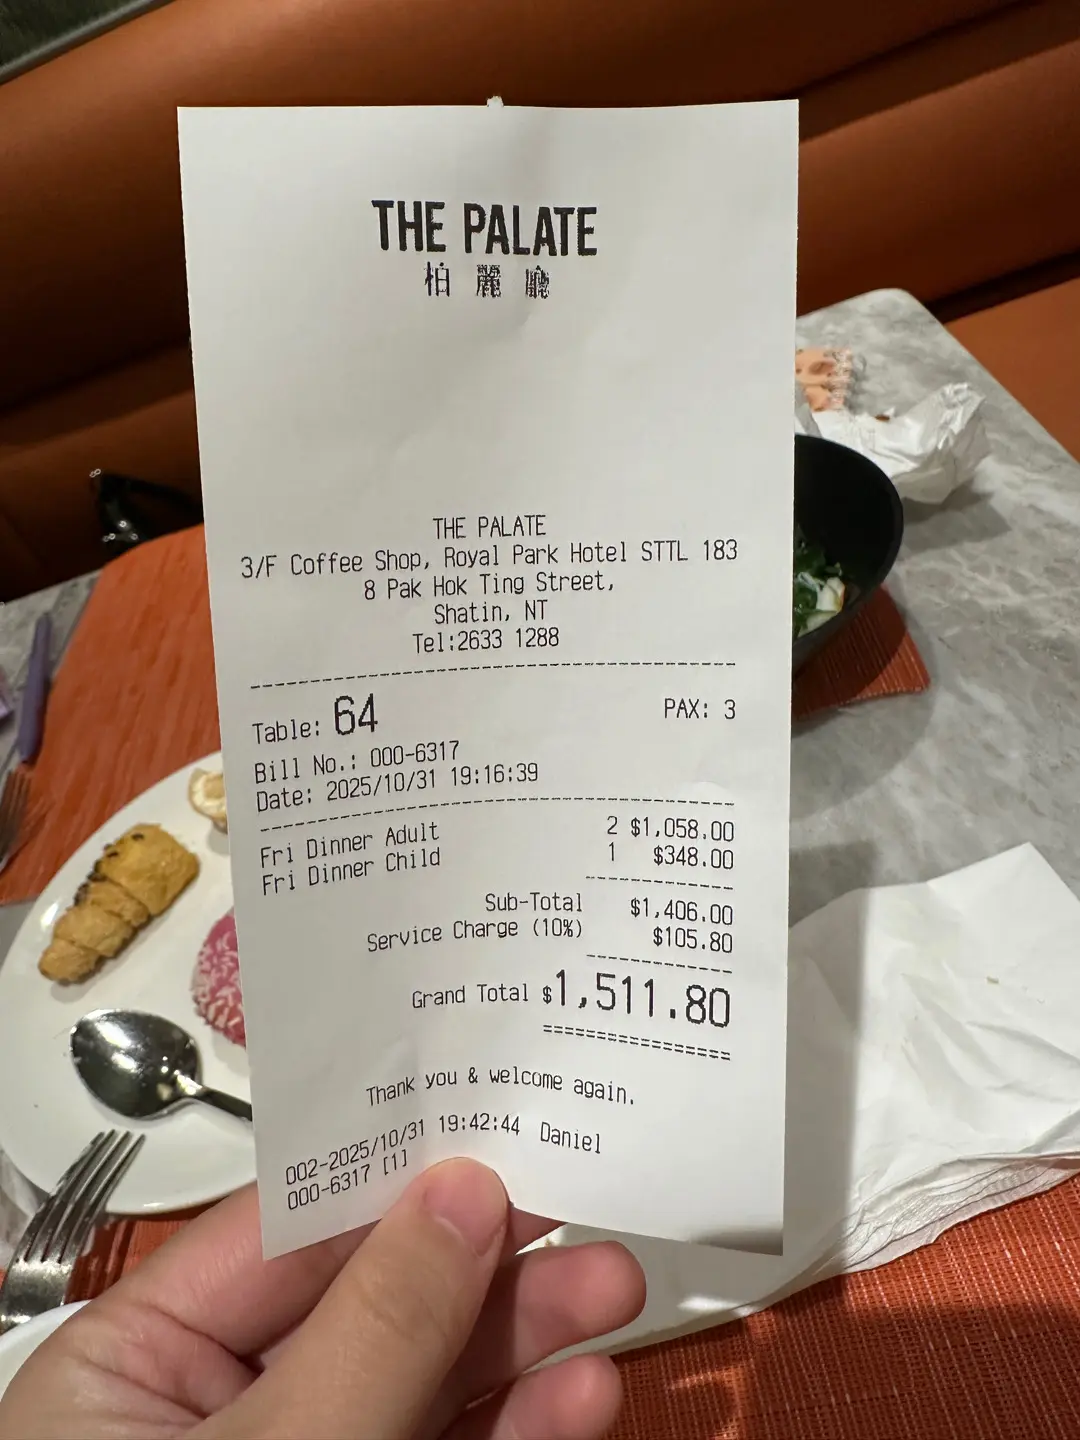 THE PALATE
柏麗廳
THE PALATE
3/F Coffee Shop, Royal Park Hotel STTL 183
8 Pak Hok Ting Street,
Shatin, NT
Tel:2633 1288
Table: 64 PAX: 3
Bill No.: 000-6317
Date: 2025/10/31 19:16:39
Fri Dinner Adult 2 $1,058.00
Fri Dinner Child 1 $348.00
Sub-Total $1,406.00
Service Charge (10%) $105.80
Grand Total $1,511.80
Thank you & welcome again.
002-2025/10/31 19:42:44 Daniel
000-6317 [1]